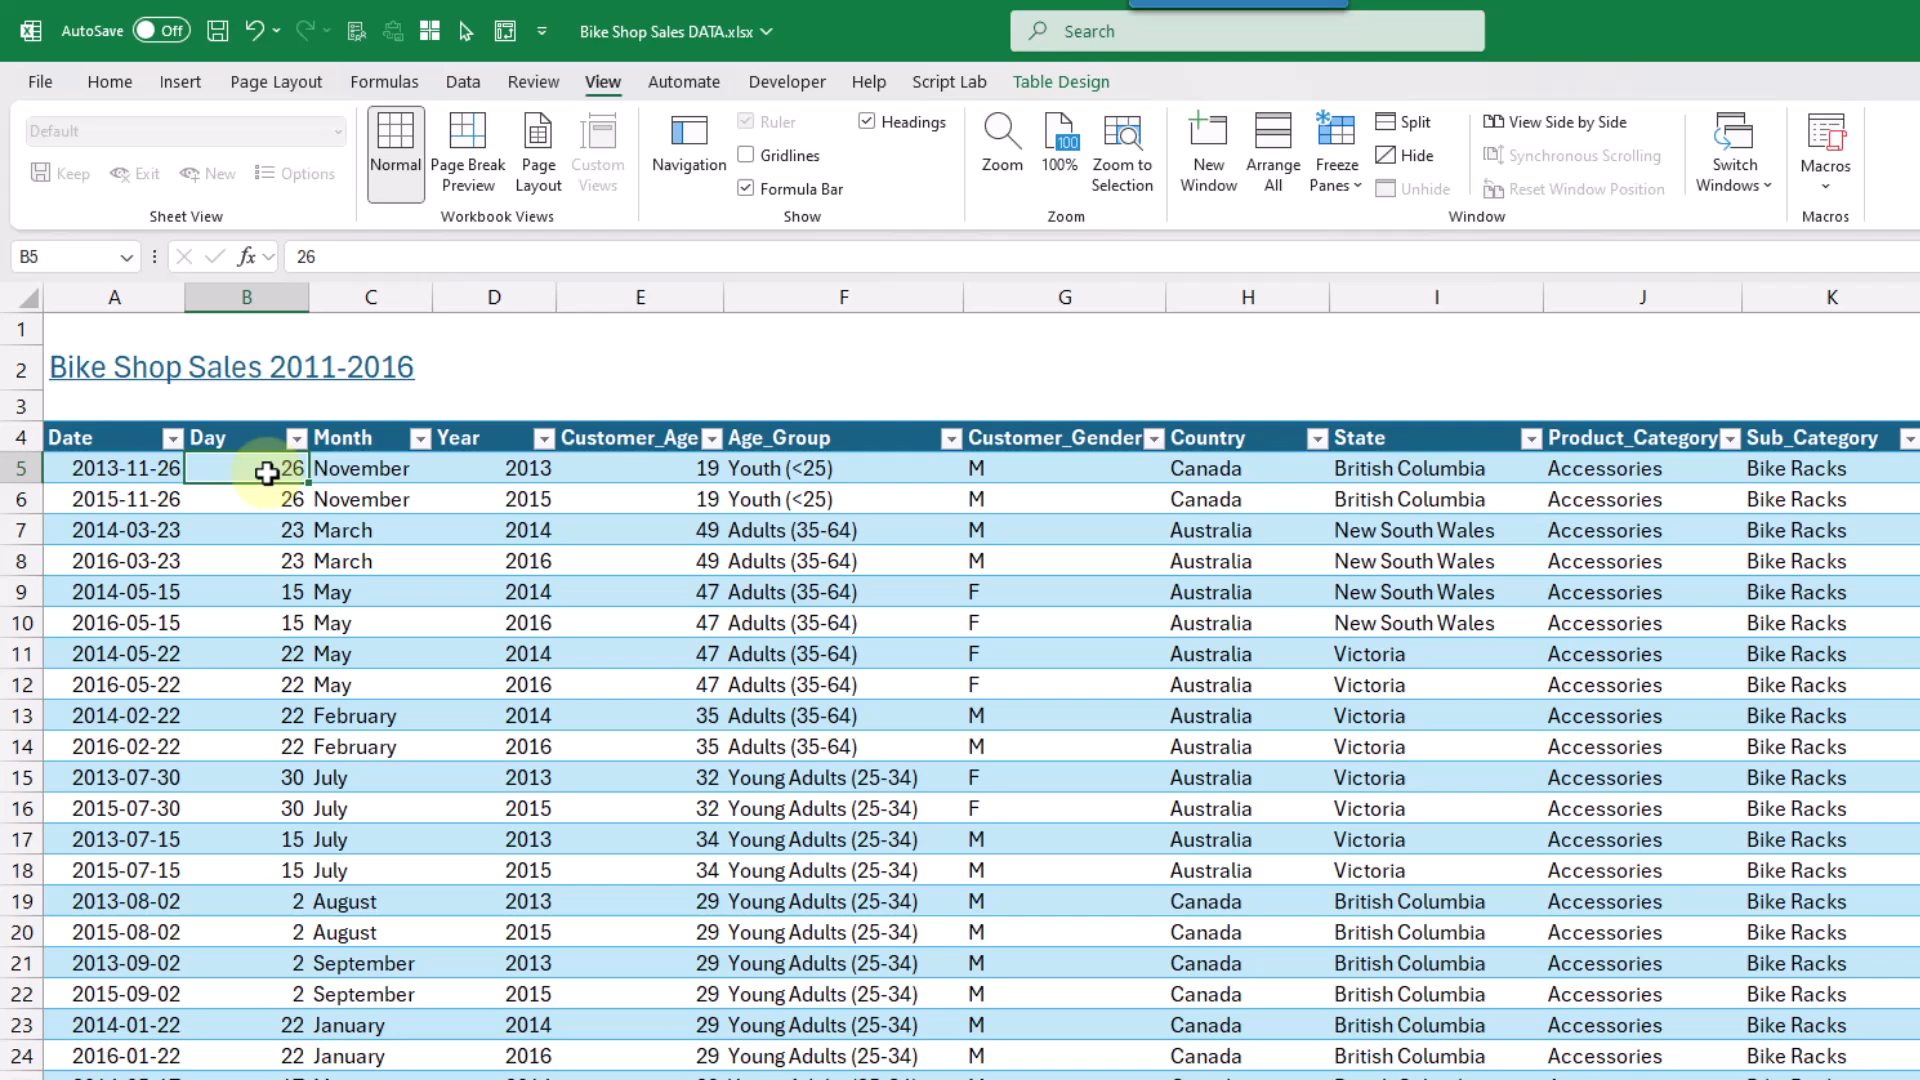 AutoSave Off Bike Shop Sales DATA.xlsx Search
File Home Insert Page Layout Formulas Data Review View Automate Developer Help Script Lab Table Design
Default
Keep Exit New Options
Sheet View
Normal Page Break Preview Page Layout Custom Views
Workbook Views
Navigation Ruler Headings
Gridlines
Formula Bar
Show
Zoom 100 100% Zoom to Selection
Zoom
New Window Arrange All Freeze Panes Split View Side by Side
Hide Synchronous Scrolling
Unhide Reset Window Position
Window
Switch Windows
Macros
Macros
B5 fx 26
A B C D E F G H I J K
1
2 Bike Shop Sales 2011-2016
3
4 Date Day Month Year Customer_Age Age_Group Customer_Gender Country State Product_Category Sub_Category
5 2013-11-26 26 November 2013 19 Youth (<25) M Canada British Columbia Accessories Bike Racks
6 2015-11-26 26 November 2015 19 Youth (<25) M Canada British Columbia Accessories Bike Racks
7 2014-03-23 23 March 2014 49 Adults (35-64) M Australia New South Wales Accessories Bike Racks
8 2016-03-23 23 March 2016 49 Adults (35-64) M Australia New South Wales Accessories Bike Racks
9 2014-05-15 15 May 2014 47 Adults (35-64) F Australia New South Wales Accessories Bike Racks
10 2016-05-15 15 May 2016 47 Adults (35-64) F Australia New South Wales Accessories Bike Racks
11 2014-05-22 22 May 2014 47 Adults (35-64) F Australia Victoria Accessories Bike Racks
12 2016-05-22 22 May 2016 47 Adults (35-64) F Australia Victoria Accessories Bike Racks
13 2014-02-22 22 February 2014 35 Adults (35-64) M Australia Victoria Accessories Bike Racks
14 2016-02-22 22 February 2016 35 Adults (35-64) M Australia Victoria Accessories Bike Racks
15 2013-07-30 30 July 2013 32 Young Adults (25-34) F Australia Victoria Accessories Bike Racks
16 2015-07-30 30 July 2015 32 Young Adults (25-34) F Australia Victoria Accessories Bike Racks
17 2013-07-15 15 July 2013 34 Young Adults (25-34) M Australia Victoria Accessories Bike Racks
18 2015-07-15 15 July 2015 34 Young Adults (25-34) M Australia Victoria Accessories Bike Racks
19 2013-08-02 2 August 2013 29 Young Adults (25-34) M Canada British Columbia Accessories Bike Racks
20 2015-08-02 2 August 2015 29 Young Adults (25-34) M Canada British Columbia Accessories Bike Racks
21 2013-09-02 2 September 2013 29 Young Adults (25-34) M Canada British Columbia Accessories Bike Racks
22 2015-09-02 2 September 2015 29 Young Adults (25-34) M Canada British Columbia Accessories Bike Racks
23 2014-01-22 22 January 2014 29 Young Adults (25-34) M Canada British Columbia Accessories Bike Racks
24 2016-01-22 22 January 2016 29 Young Adults (25-34) M Canada British Columbia Accessories Bike Racks